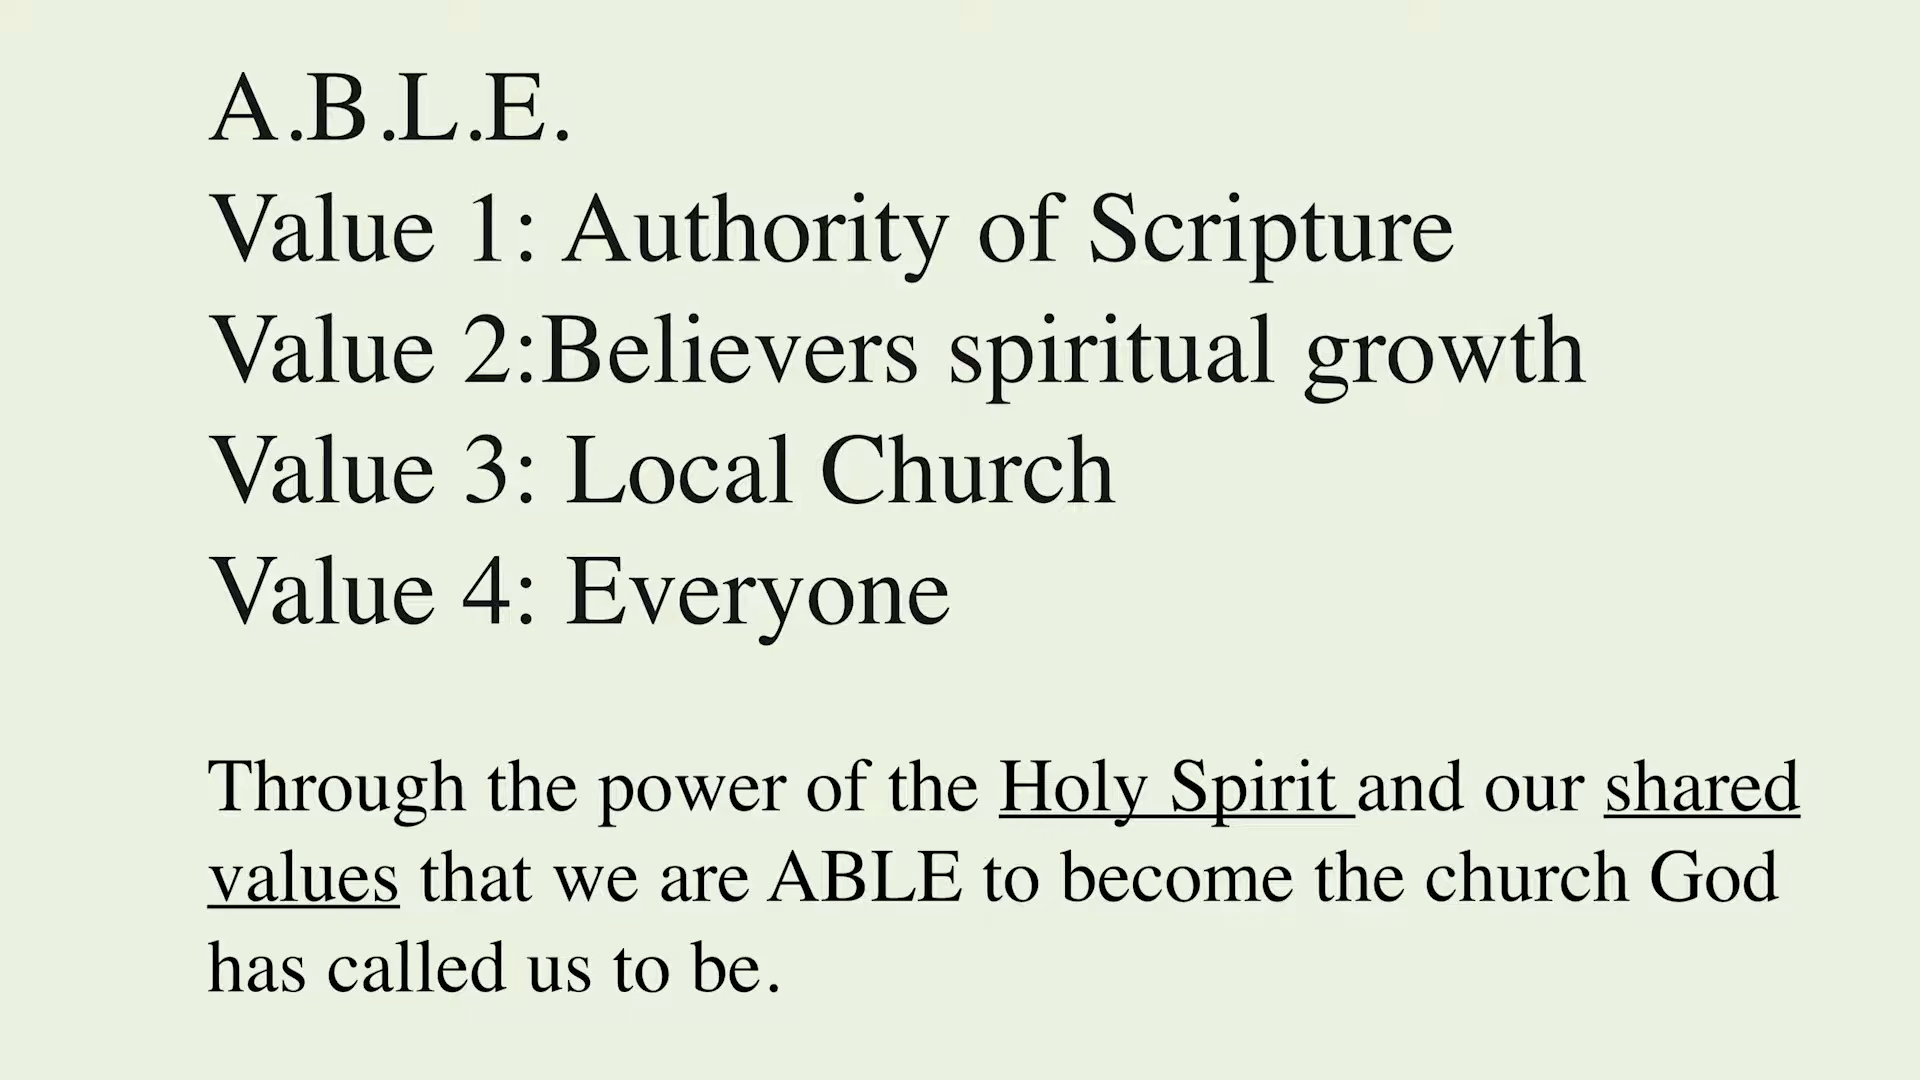 A.B.L.E.
Value 1: Authority of Scripture
Value 2:Believers spiritual growth
Value 3: Local Church
Value 4: Everyone
Through the power of the Holy Spirit and our shared
values that we are ABLE to become the church God
has called us to be.